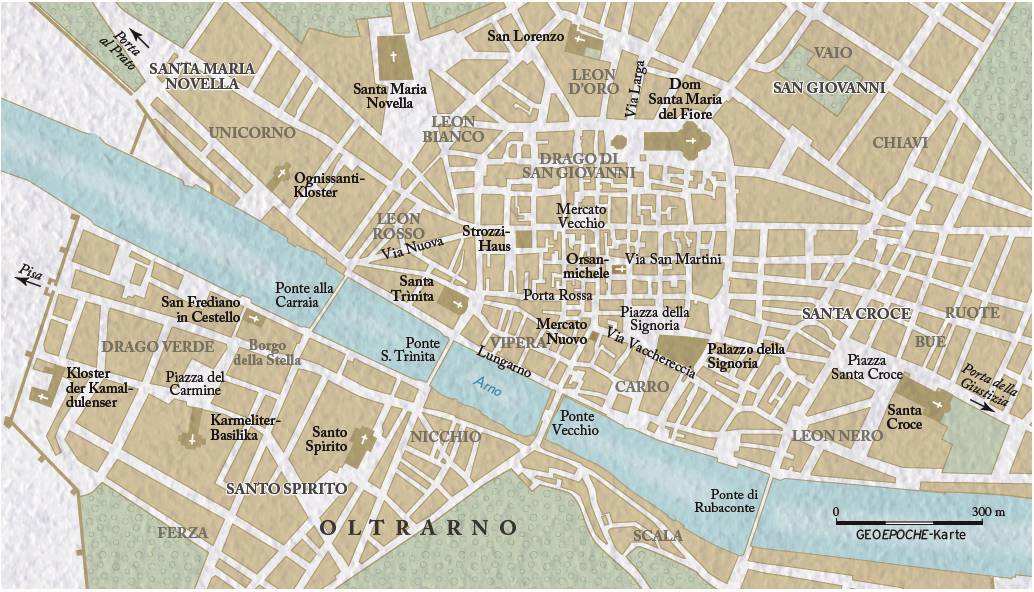 Porta
al Prato
SANTA MARIA
NOVELLA
Santa Maria
Novella
San Lorenzo
LEON
D'ORO
Via Larga
Dom
Santa Maria
del Fiore
VAIO
SAN GIOVANNI
UNICORNO
LEON
BIANCO
CHIAVI
DRAGO DI
SAN GIOVANNI
Ognissanti-
Kloster
LEON
ROSSO
Via Nuova
Strozzi-
Haus
Mercato
Vecchio
Orsan-
michele
Via San Martini
Pisa
Ponte alla
Carraia
Santa
Trìnita
Porta Rossa
San Frediano
in Cestello
Piazza della
Signoria
SANTA CROCE
RUOTE
DRAGO VERDE
Borgo
della Stella
Ponte
S. Trinita
Lungarno
VIPERA
Mercato
Nuovo
Via Vacchereccia
Palazzo della
Signoria
BUE
Piazza
Santa Croce
Porta della
Giustizia
Kloster
der Kamal-
dulenser
Piazza del
Carmine
Arno
CARRO
Karmeliter-
Basilika
Santo
Spirito
NICCHIO
Ponte
Vecchio
LEON NERO
Santa
Croce
SANTO SPIRITO
Ponte di
Rubaconte
FERZA
OLTRARNO
SCALA
0 300 m
GEOEPOCHE-Karte